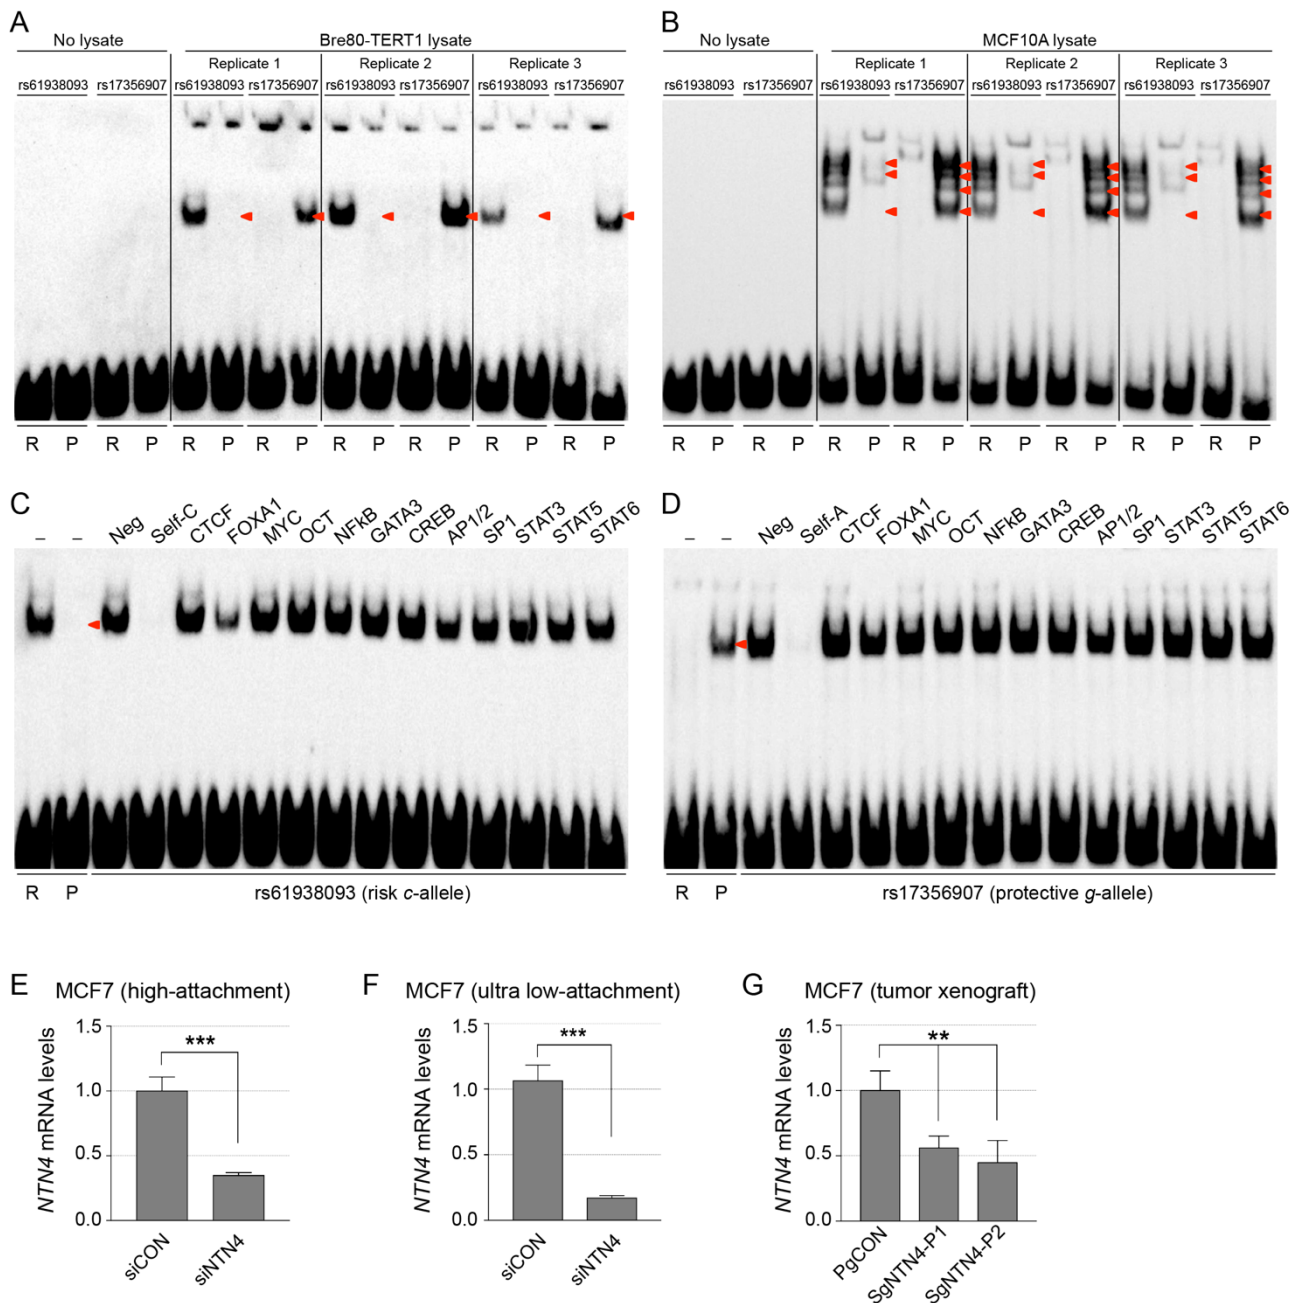 A
No lysate
Bre80-TERT1 lysate
Replicate 1
Replicate 2
Replicate 3
rs61938093 rs17356907 rs61938093 rs17356907 rs61938093 rs17356907 rs61938093 rs17356907
R P R P R P R P R P R P R P R P
B
No lysate
MCF10A lysate
Replicate 1
Replicate 2
Replicate 3
rs61938093 rs17356907 rs61938093 rs17356907 rs61938093 rs17356907 rs61938093 rs17356907
R P R P R P R P R P R P R P R P
C
– – Neg Self-C CTCF FOXA1 MYC OCT NFkB GATA3 CREB AP1/2 SP1 STAT3 STAT5 STAT6
R P rs61938093 (risk c-allele)
D
– – Neg Self-A CTCF FOXA1 MYC OCT NFkB GATA3 CREB AP1/2 SP1 STAT3 STAT5 STAT6
R P rs17356907 (protective g-allele)
E
MCF7 (high-attachment)
NTN4 mRNA levels
1.5
1.0
0.5
0.0
***
siCON
siNTN4
F
MCF7 (ultra low-attachment)
NTN4 mRNA levels
1.5
1.0
0.5
0.0
***
siCON
siNTN4
G
MCF7 (tumor xenograft)
NTN4 mRNA levels
1.5
1.0
0.5
0.0
**
PgCON
SgNTN4-P1
SgNTN4-P2